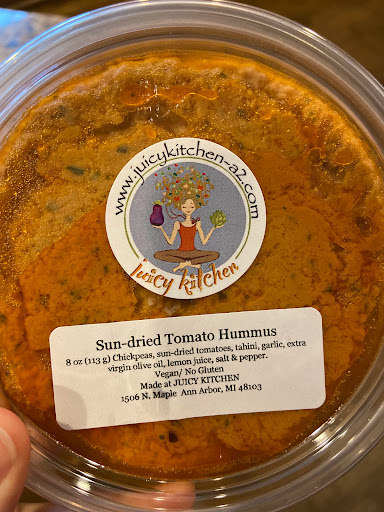 www.juicykitchen-a2.com
juicy kitchen
Sun-dried Tomato Hummus
8 oz (113 g) Chickpeas, sun-dried tomatoes, tahini, garlic, extra
virgin olive oil, lemon juice, salt & pepper.
Vegan/ No Gluten
Made at JUICY KITCHEN
1506 N. Maple Ann Arbor, MI 48103